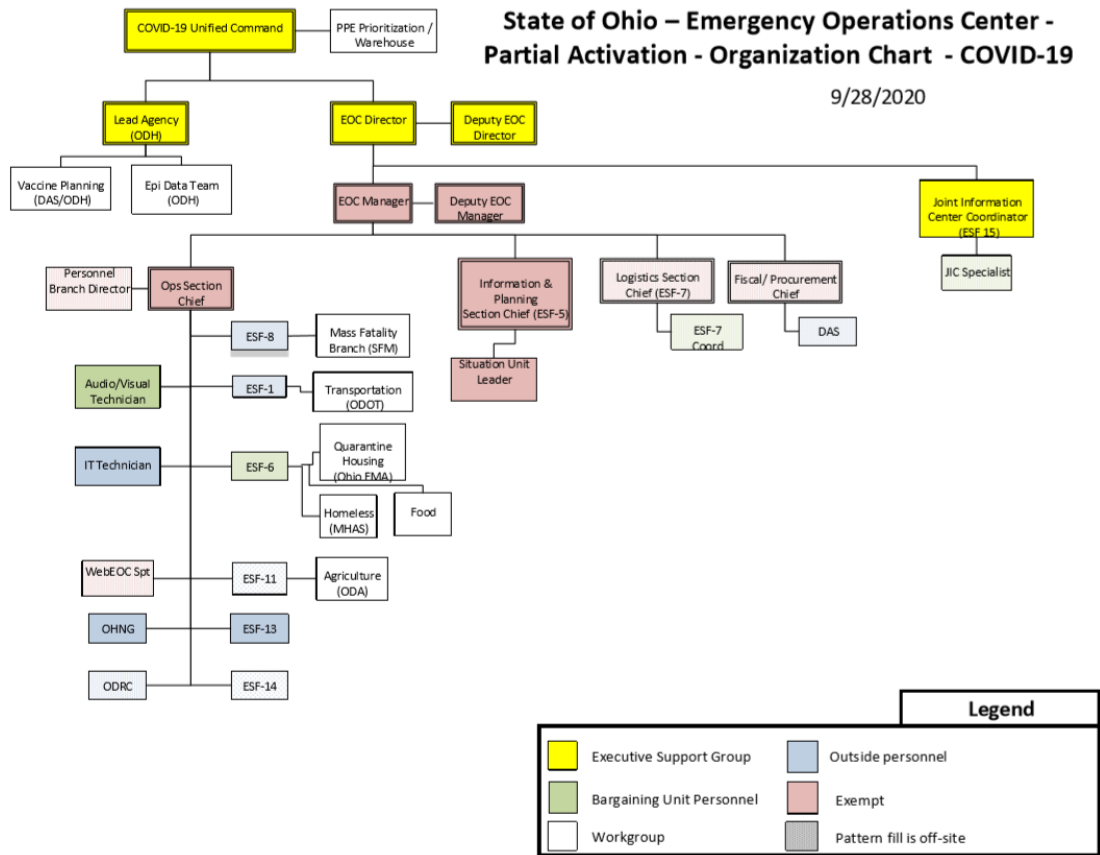 State of Ohio – Emergency Operations Center -
Partial Activation - Organization Chart - COVID-19
9/28/2020
COVID-19 Unified Command
PPE Prioritization /
Warehouse
Lead Agency
(ODH)
EOC Director
Deputy EOC
Director
Vaccine Planning
(DAS/ODH)
Epi Data Team
(ODH)
EOC Manager
Deputy EOC
Manager
Joint Information
Center Coordinator
(ESF 15)
JIC Specialist
Personnel
Branch Director
Ops Section
Chief
Information &
Planning
Section Chief (ESF-5)
Logistics Section
Chief (ESF-7)
Fiscal/ Procurement
Chief
ESF-8
Mass Fatality
Branch (SFM)
ESF-7
Coord
DAS
Situation Unit
Leader
Audio/Visual
Technician
ESF-1
Transportation
(ODOT)
IT Technician
ESF-6
Quarantine
Housing
(Ohio EMA)
Homeless
(MHAS)
Food
WebEOC Spt
ESF-11
Agriculture
(ODA)
OHNG
ESF-13
ODRC
ESF-14
Legend
Executive Support Group
Outside personnel
Bargaining Unit Personnel
Exempt
Workgroup
Pattern fill is off-site